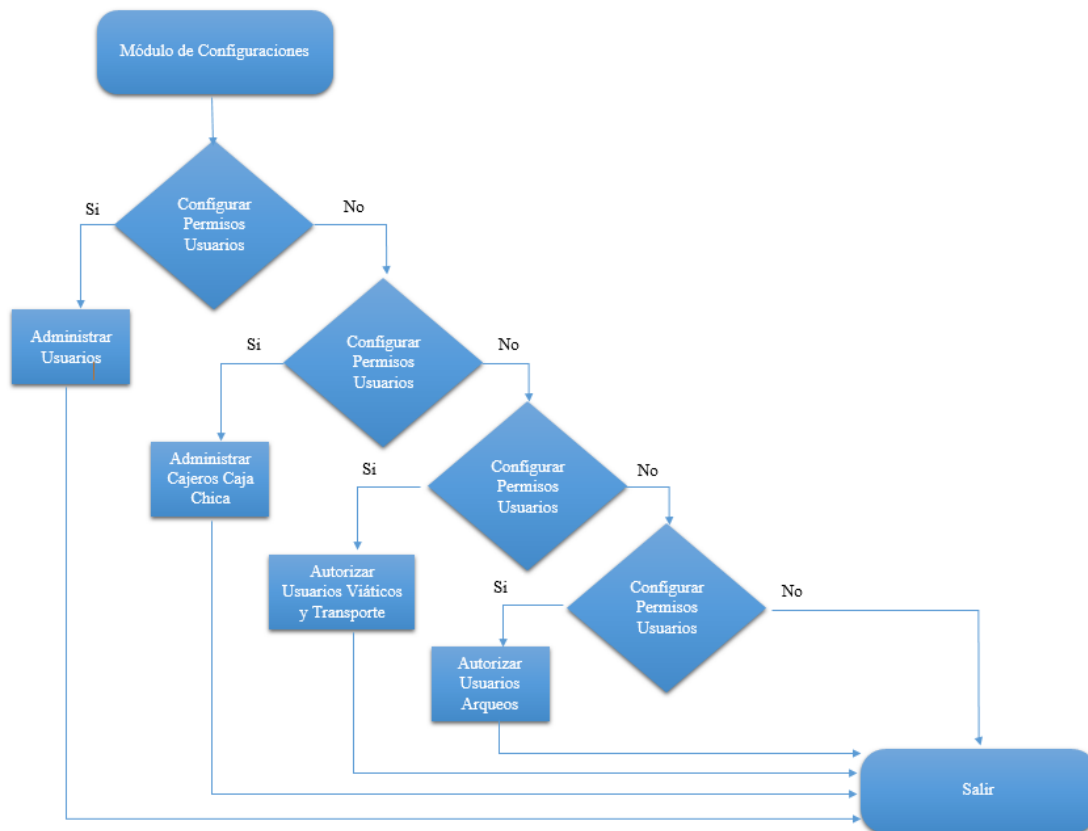 Módulo de Configuraciones
Si
Configurar
Permisos
Usuarios
No
Administrar
Usuarios
Si
Configurar
Permisos
Usuarios
No
Administrar
Cajeros Caja
Chica
Si
Configurar
Permisos
Usuarios
No
Autorizar
Usuarios Viáticos
y Transporte
Si
Configurar
Permisos
Usuarios
No
Autorizar
Usuarios
Arqueos
Salir